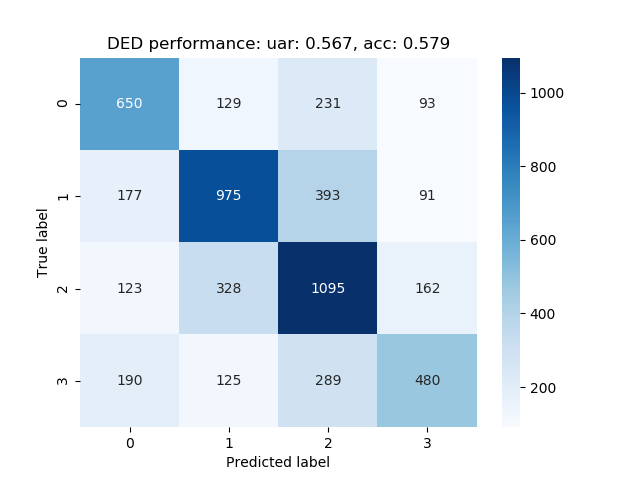 DED performance: uar: 0.567, acc: 0.579
0 650 129 231 93
1 177 975 393 91
2 123 328 1095 162
3 190 125 289 480
0 1 2 3
True label
Predicted label
1000
800
600
400
200